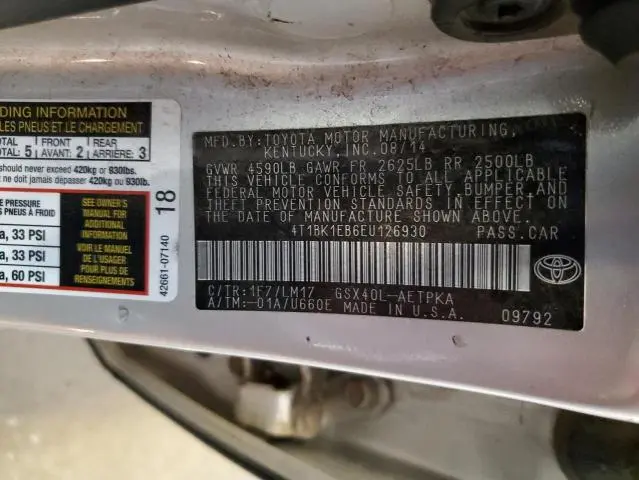 DING INFORMATION
LES PNEUS ET LE CHARGEMENT
TOTAL
TOTAL: 5
FRONT
AVANT: 2
REAR
ARRIÈRE: 3
should never exceed 420kg or 930lbs.
ne doit jamais dépasser 420kg ou 930lb.
PRESSURE
PNEUS À FROID
a, 33 PSI
a, 33 PSI
a, 60 PSI
SEE OWNER'S
MANUAL FOR
ADDITIONAL
INFORMATION
VOIR LE MANUEL
DE L'USAGER
POUR PLUS DE
RENSEIGNEMENTS
18
42661-07140
MFD.BY:TOYOTA MOTOR MANUFACTURING,
KENTUCKY,INC.08/14
GVWR 4590LB GAWR FR 2625LB RR 2500LB
THIS VEHICLE CONFORMS TO ALL APPLICABLE
FEDERAL MOTOR VEHICLE SAFETY,BUMPER,AND
THEFT PREVENTION STANDARDS IN EFFECT ON
THE DATE OF MANUFACTURE SHOWN ABOVE.
4T1BK1EB6EU126930 PASS.CAR
C/TR:1F7/LM17 GSX40L-AETPKA
A/TM:-01A/U660E MADE IN U.S.A.
09792